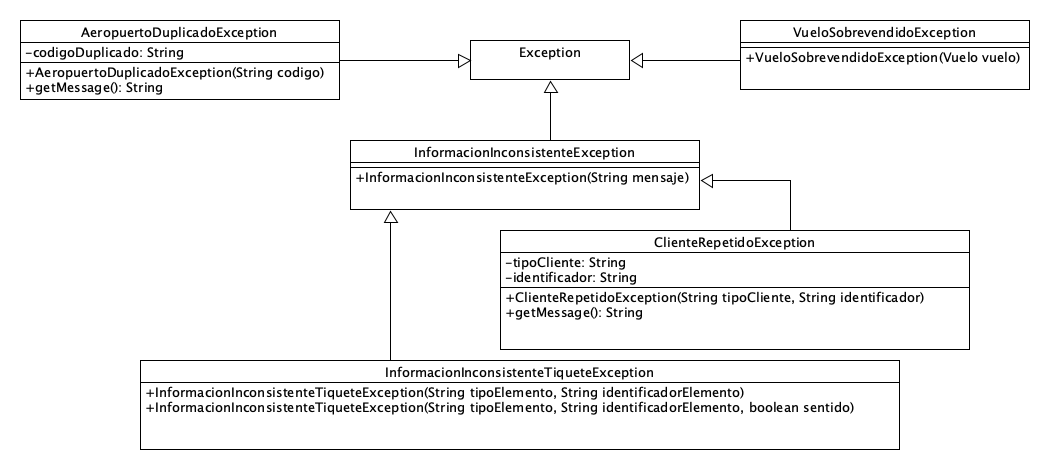 AeropuertoDuplicadoException
-codigoDuplicado: String
+AeropuertoDuplicadoException(String codigo)
+getMessage(): String
Exception
VueloSobrevendidoException
+VueloSobrevendidoException(Vuelo vuelo)
InformacionInconsistenteException
+InformacionInconsistenteException(String mensaje)
ClienteRepetidoException
-tipoCliente: String
-identificador: String
+ClienteRepetidoException(String tipoCliente, String identificador)
+getMessage(): String
InformacionInconsistenteTiqueteException
+InformacionInconsistenteTiqueteException(String tipoElemento, String identificadorElemento)
+InformacionInconsistenteTiqueteException(String tipoElemento, String identificadorElemento, boolean sentido)